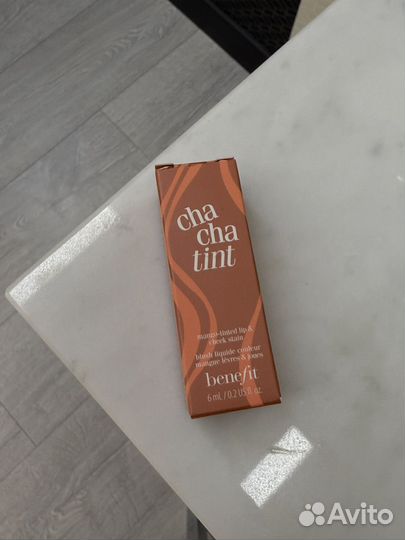 cha
cha
tint
mango-tinted lip &
cheek stain
blush liquide couleur
mangue lèvres & joues
benefit
6 mL / 0.2 US fl. oz.
Avito